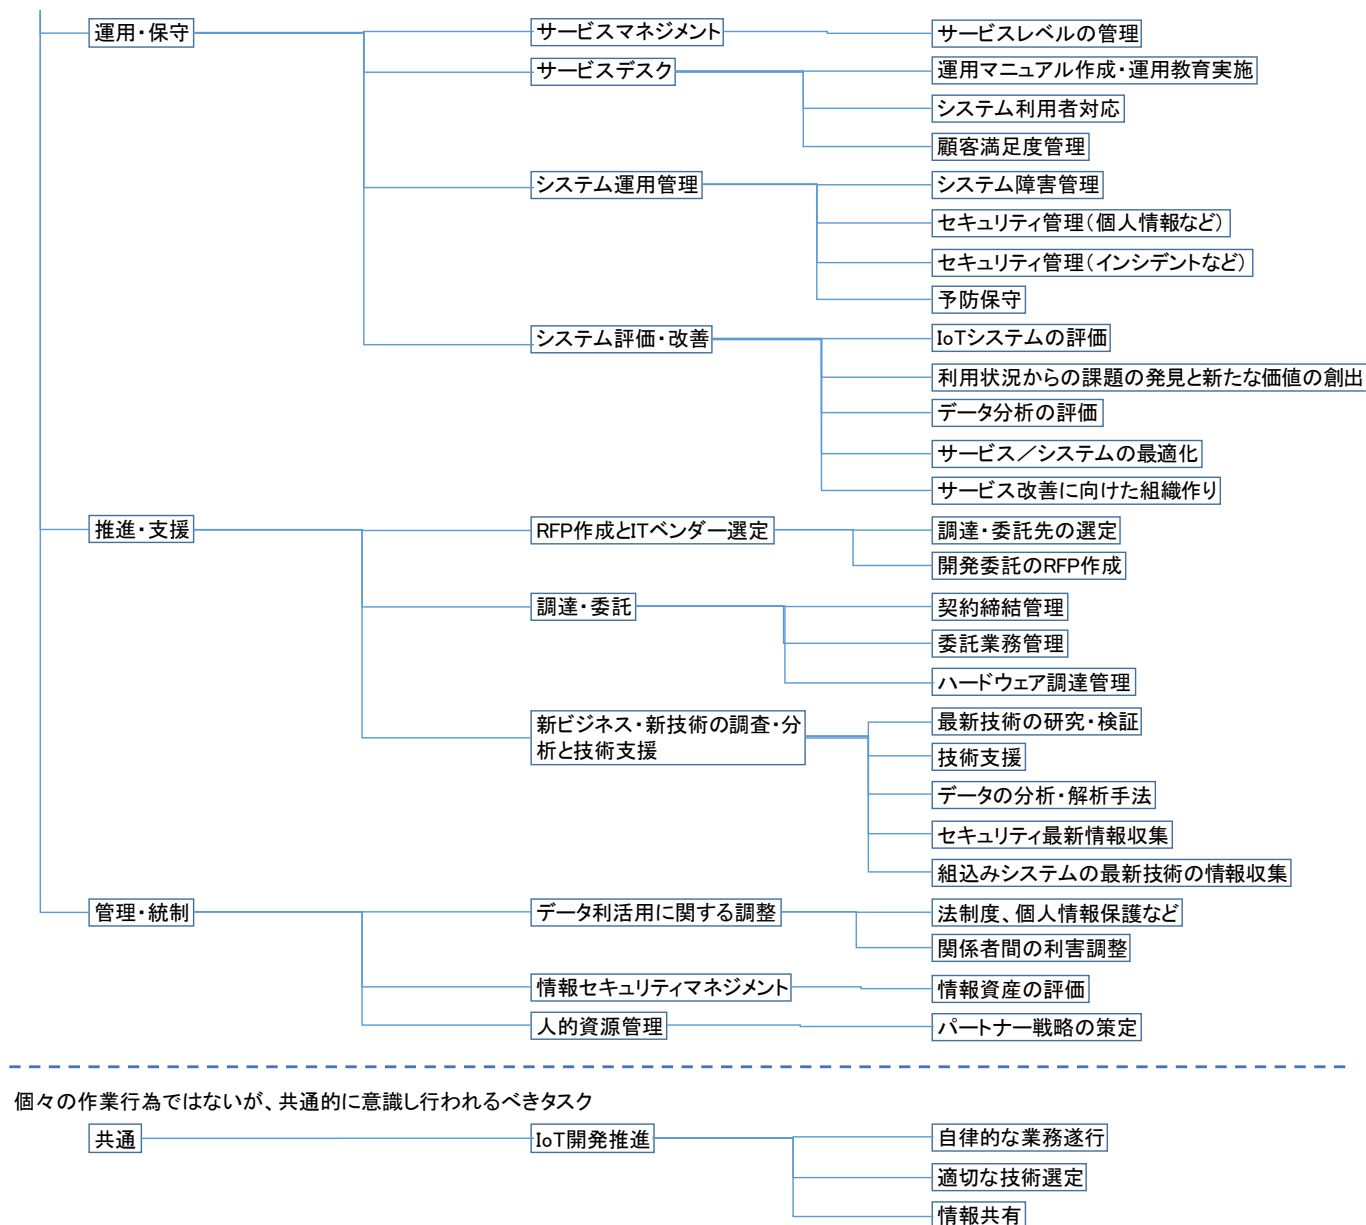 運用・保守
サービスマネジメント
サービスレベルの管理
サービスデスク
運用マニュアル作成・運用教育実施
システム利用者対応
顧客満足度管理
システム運用管理
システム障害管理
セキュリティ管理（個人情報など）
セキュリティ管理（インシデントなど）
予防保守
システム評価・改善
IoTシステムの評価
利用状況からの課題の発見と新たな価値の創出
データ分析の評価
サービス／システムの最適化
サービス改善に向けた組織作り
推進・支援
RFP作成とITベンダー選定
調達・委託先の選定
開発委託のRFP作成
調達・委託
契約締結管理
委託業務管理
ハードウェア調達管理
新ビジネス・新技術の調査・分
析と技術支援
最新技術の研究・検証
技術支援
データの分析・解析手法
セキュリティ最新情報収集
組込みシステムの最新技術の情報収集
管理・統制
データ利活用に関する調整
法制度、個人情報保護など
関係者間の利害調整
情報セキュリティマネジメント
情報資産の評価
人的資源管理
パートナー戦略の策定
個々の作業行為ではないが、共通的に意識し行われるべきタスク
共通
IoT開発推進
自律的な業務遂行
適切な技術選定
情報共有